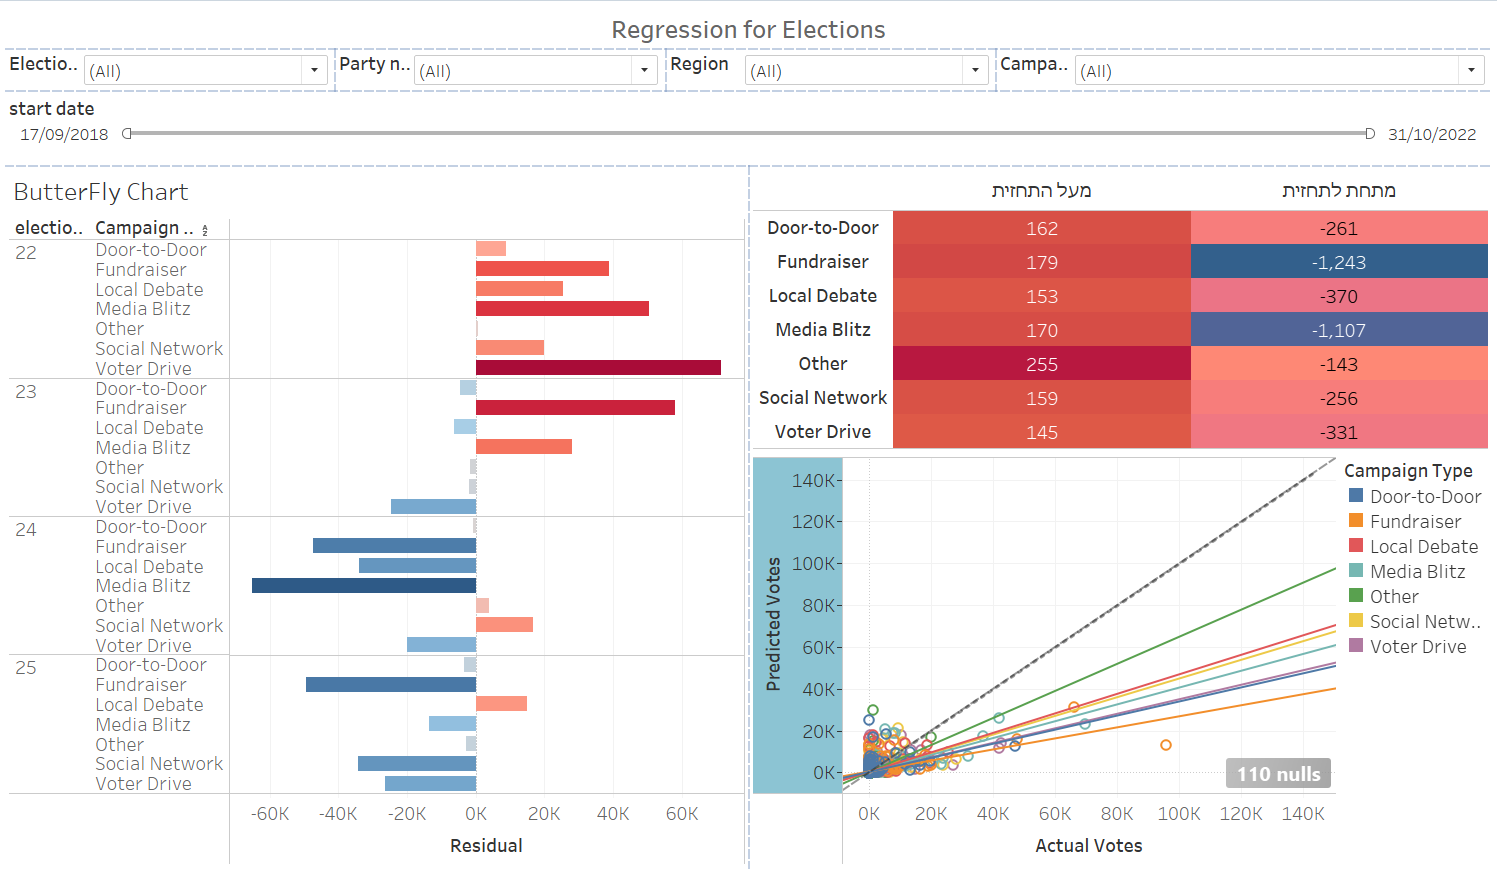 Regression for Elections
Electio.. (All) Party n.. (All) Region (All) Campa.. (All)
start date
17/09/2018 31/10/2022
ButterFly Chart
electio.. Campaign ..
22 Door-to-Door
Fundraiser
Local Debate
Media Blitz
Other
Social Network
Voter Drive
23 Door-to-Door
Fundraiser
Local Debate
Media Blitz
Other
Social Network
Voter Drive
24 Door-to-Door
Fundraiser
Local Debate
Media Blitz
Other
Social Network
Voter Drive
25 Door-to-Door
Fundraiser
Local Debate
Media Blitz
Other
Social Network
Voter Drive
-60K -40K -20K 0K 20K 40K 60K
Residual
מעל התחזית מתחת לתחזית
Door-to-Door 162 -261
Fundraiser 179 -1,243
Local Debate 153 -370
Media Blitz 170 -1,107
Other 255 -143
Social Network 159 -256
Voter Drive 145 -331
Predicted Votes
140K
120K
100K
80K
60K
40K
20K
0K
110 nulls
0K 20K 40K 60K 80K 100K 120K 140K
Actual Votes
Campaign Type
Door-to-Door
Fundraiser
Local Debate
Media Blitz
Other
Social Netw..
Voter Drive